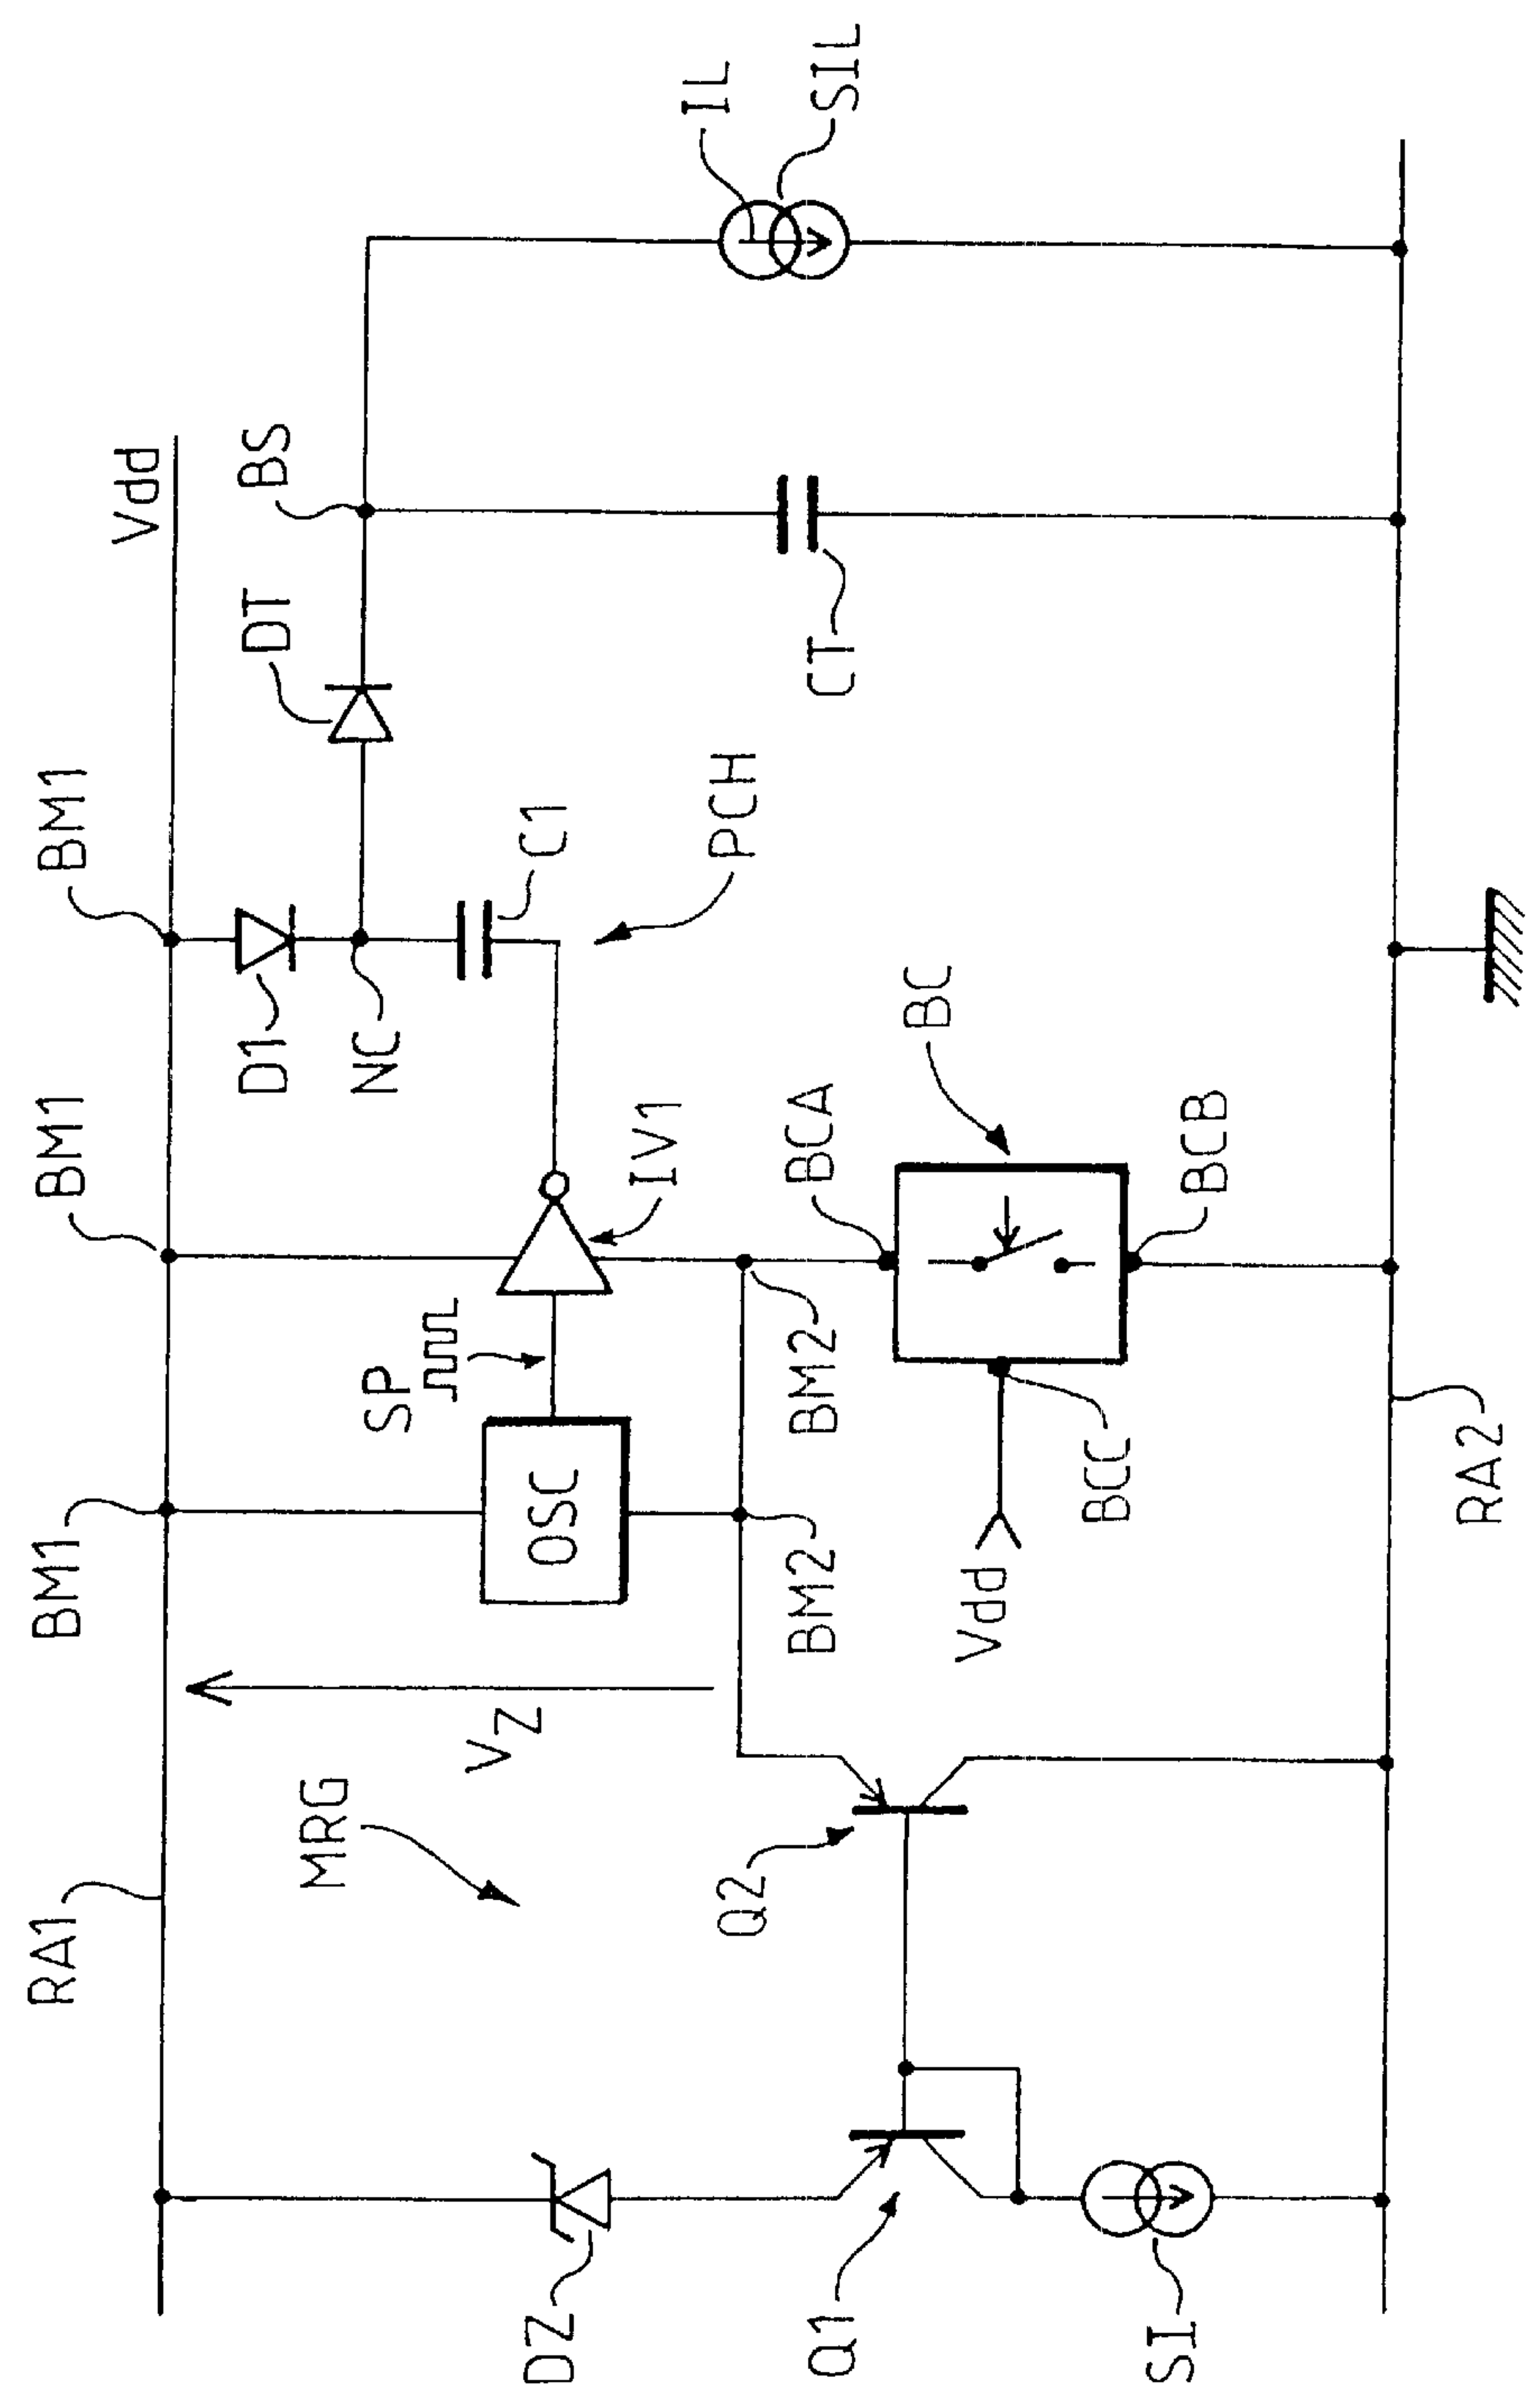 RA1
BM1
BM1
BM1
Vdd
MRG
VZ
SP
OSC
IV1
D1
NC
C1
PCH
DT
BS
IL
SIL
DZ
Q1
SI
Q2
BM2
BM2
Vdd
BCC
BCA
BC
BCB
CT
RA2